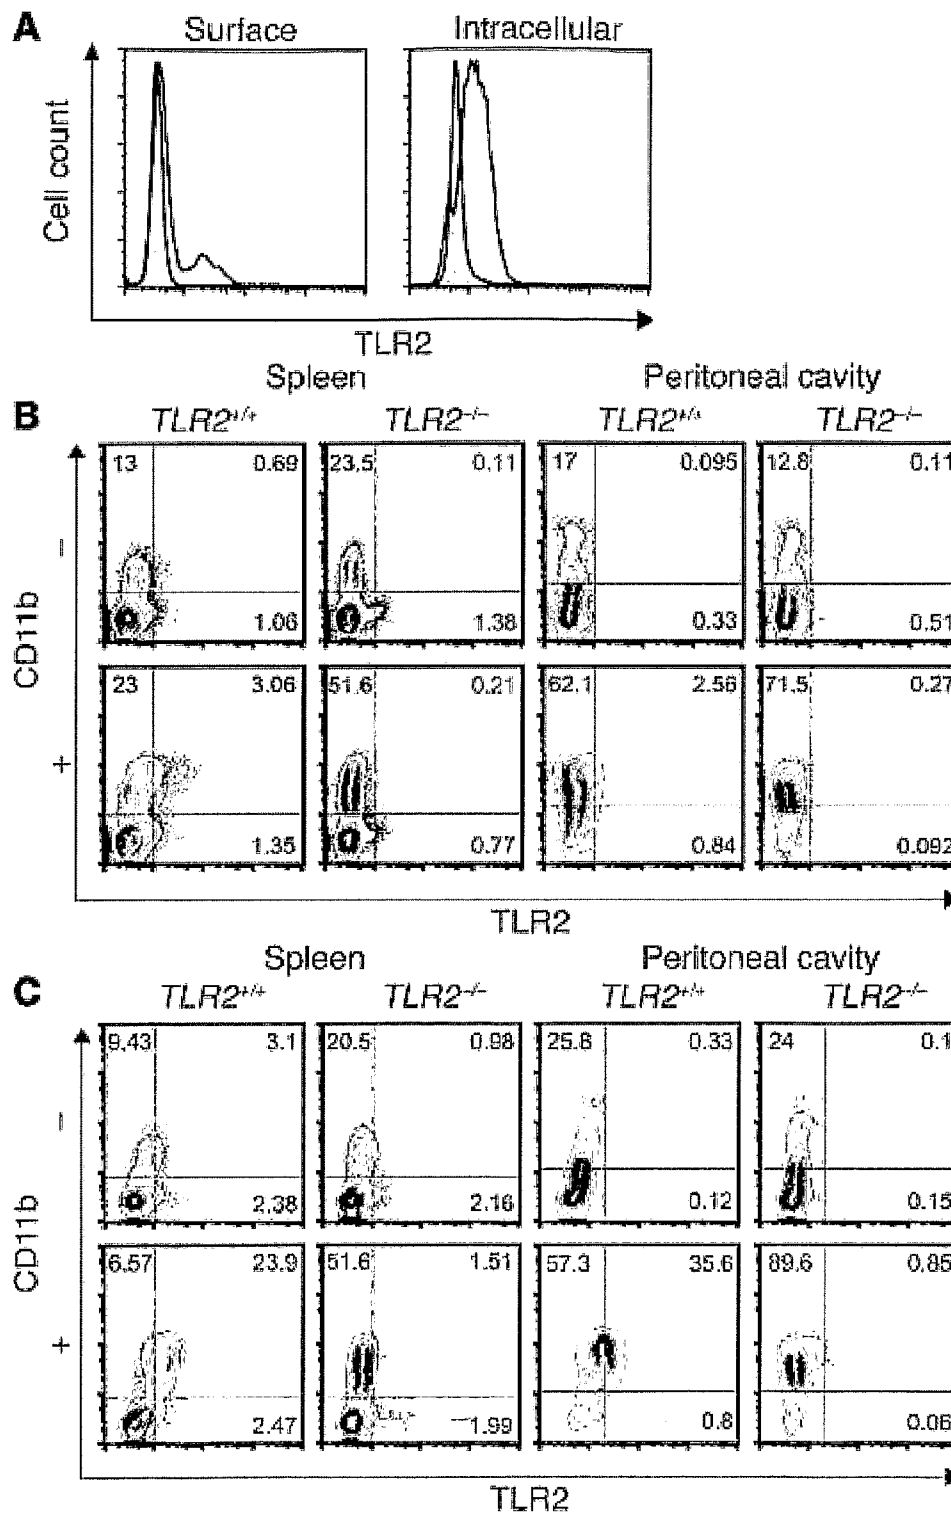 A
Surface Intracellular
Cell count
TLR2
Spleen Peritoneal cavity
B
TLR2+/+ TLR2−/− TLR2+/+ TLR2−/−
13 0.69 23.5 0.11 17 0.095 12.8 0.11
−
1.06 1.38 0.33 0.51
CD11b
23 3.06 51.6 0.21 62.1 2.56 71.5 0.27
+
1.35 0.77 0.84 0.092
TLR2
Spleen Peritoneal cavity
C
TLR2+/+ TLR2−/− TLR2+/+ TLR2−/−
9.43 3.1 20.5 0.98 25.8 0.33 24 0.1
−
2.38 2.16 0.12 0.15
CD11b
6.57 23.9 51.6 1.51 57.3 35.6 89.6 0.85
+
2.47 1.99 0.8 0.06
TLR2